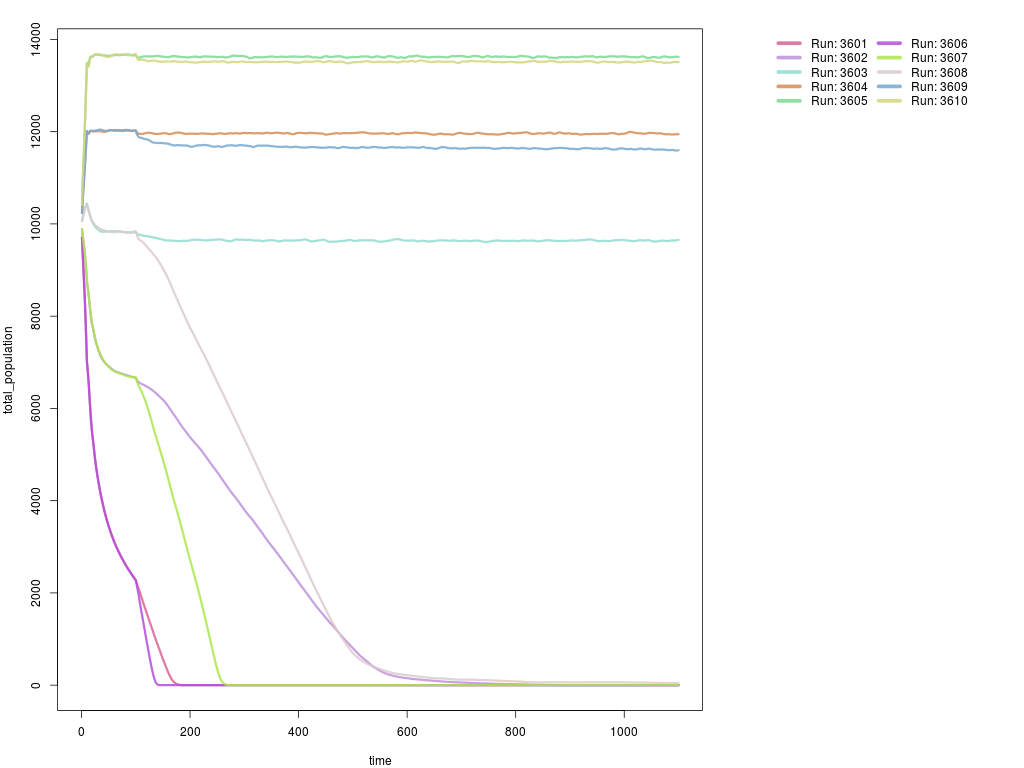 14000
12000
10000
8000
6000
4000
2000
0
total_population
0 200 400 600 800 1000
time
Run: 3601 Run: 3606
Run: 3602 Run: 3607
Run: 3603 Run: 3608
Run: 3604 Run: 3609
Run: 3605 Run: 3610